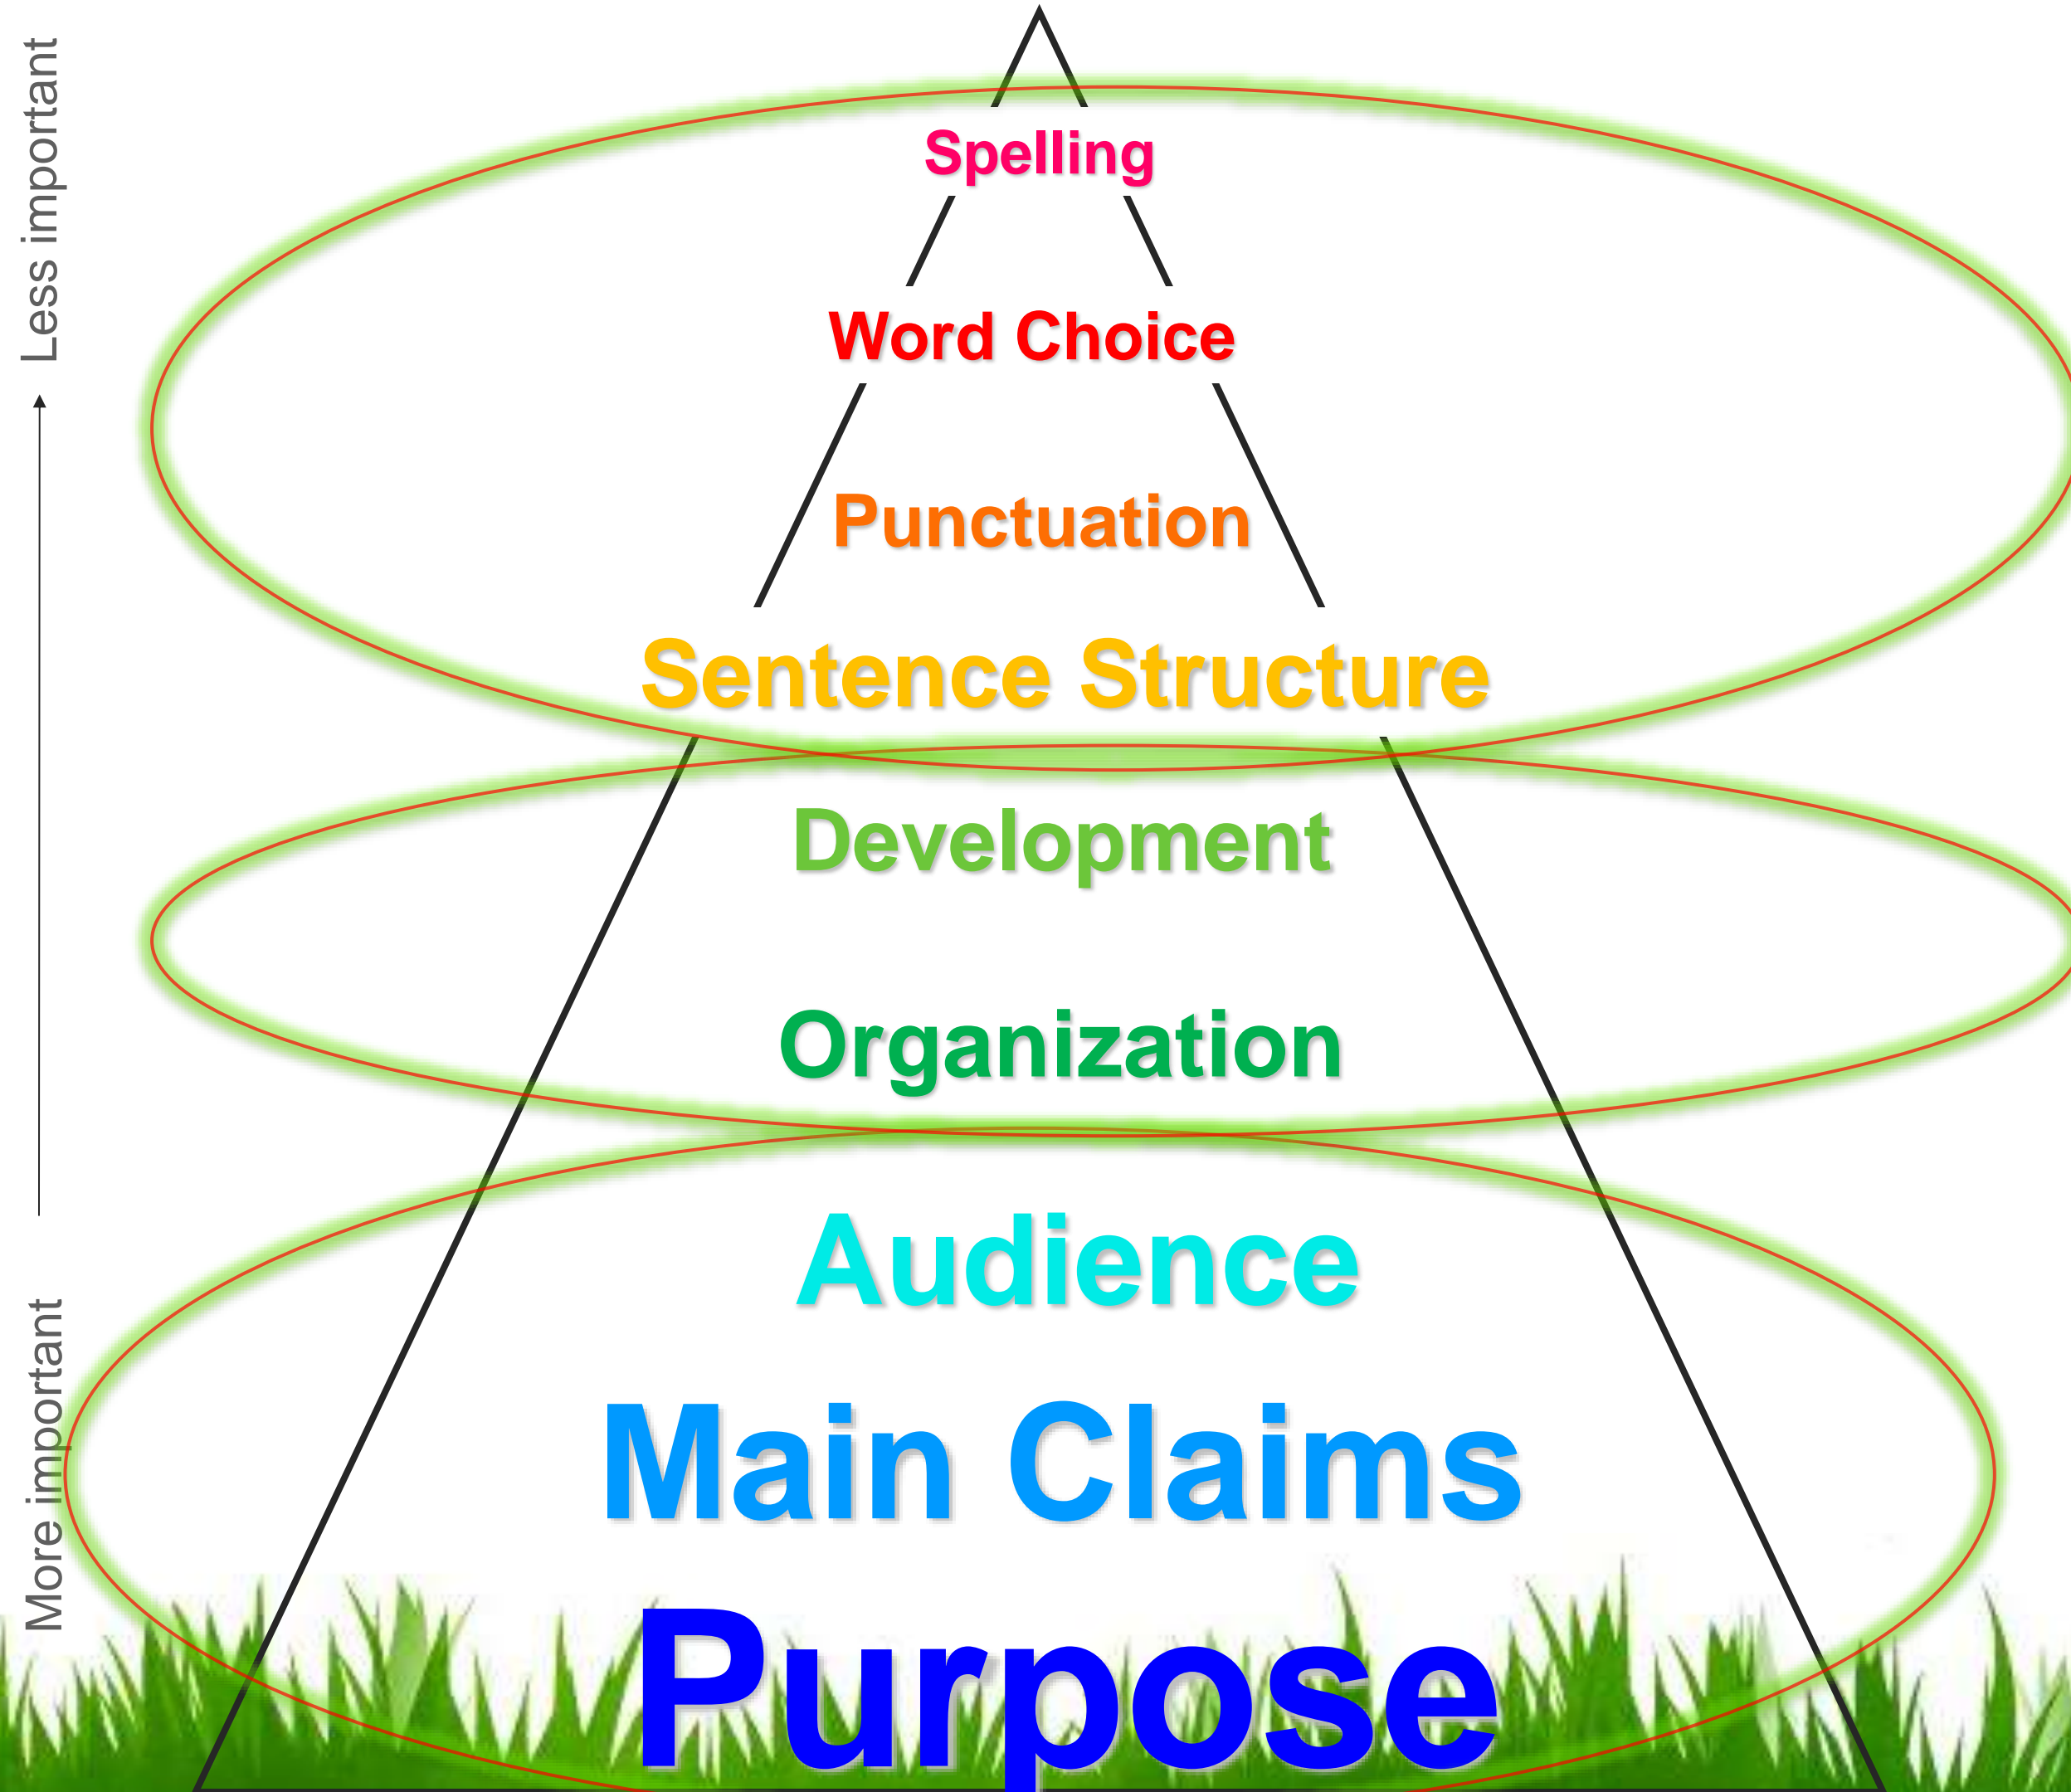 Less important
Spelling
Word Choice
Punctuation
Sentence Structure
Development
Organization
Audience
More important
Main Claims
Purpose